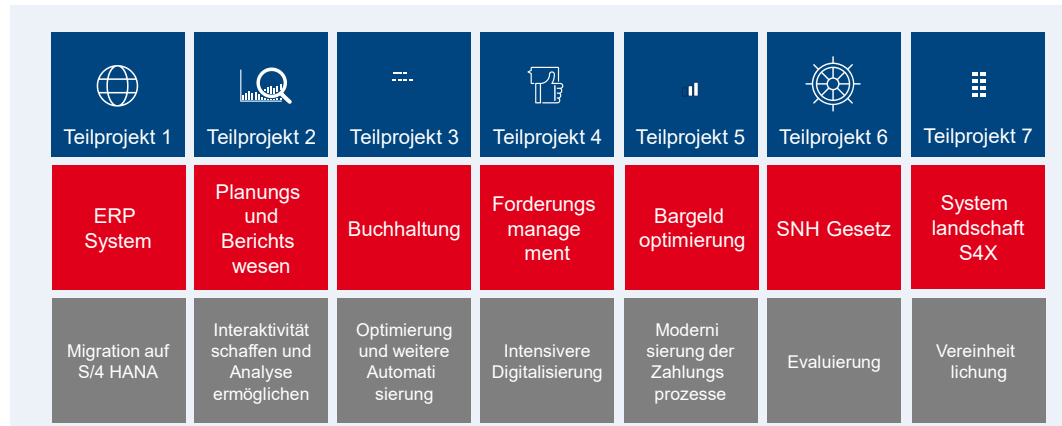 Teilprojekt 1
Teilprojekt 2
Teilprojekt 3
Teilprojekt 4
Teilprojekt 5
Teilprojekt 6
Teilprojekt 7
ERP
System
Planungs
und
Berichts
wesen
Buchhaltung
Forderungs
manage
ment
Bargeld
optimierung
SNH Gesetz
System
landschaft
S4X
Migration auf
S/4 HANA
Interaktivität
schaffen und
Analyse
ermöglichen
Optimierung
und weitere
Automati
sierung
Intensivere
Digitalisierung
Moderni
sierung der
Zahlungs
prozesse
Evaluierung
Vereinheit
lichung